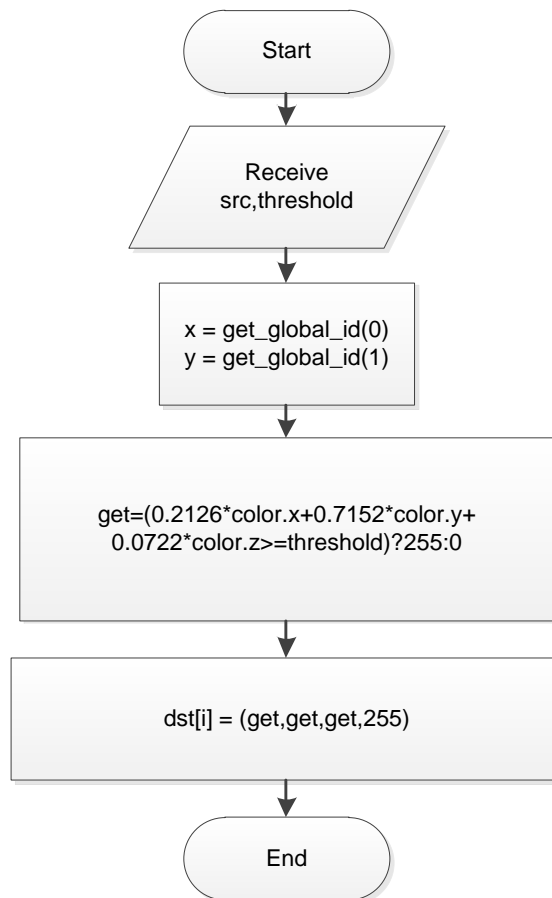 Start
Receive
src,threshold
x = get_global_id(0)
y = get_global_id(1)
get=(0.2126*color.x+0.7152*color.y+
0.0722*color.z>=threshold)?255:0
dst[i] = (get,get,get,255)
End